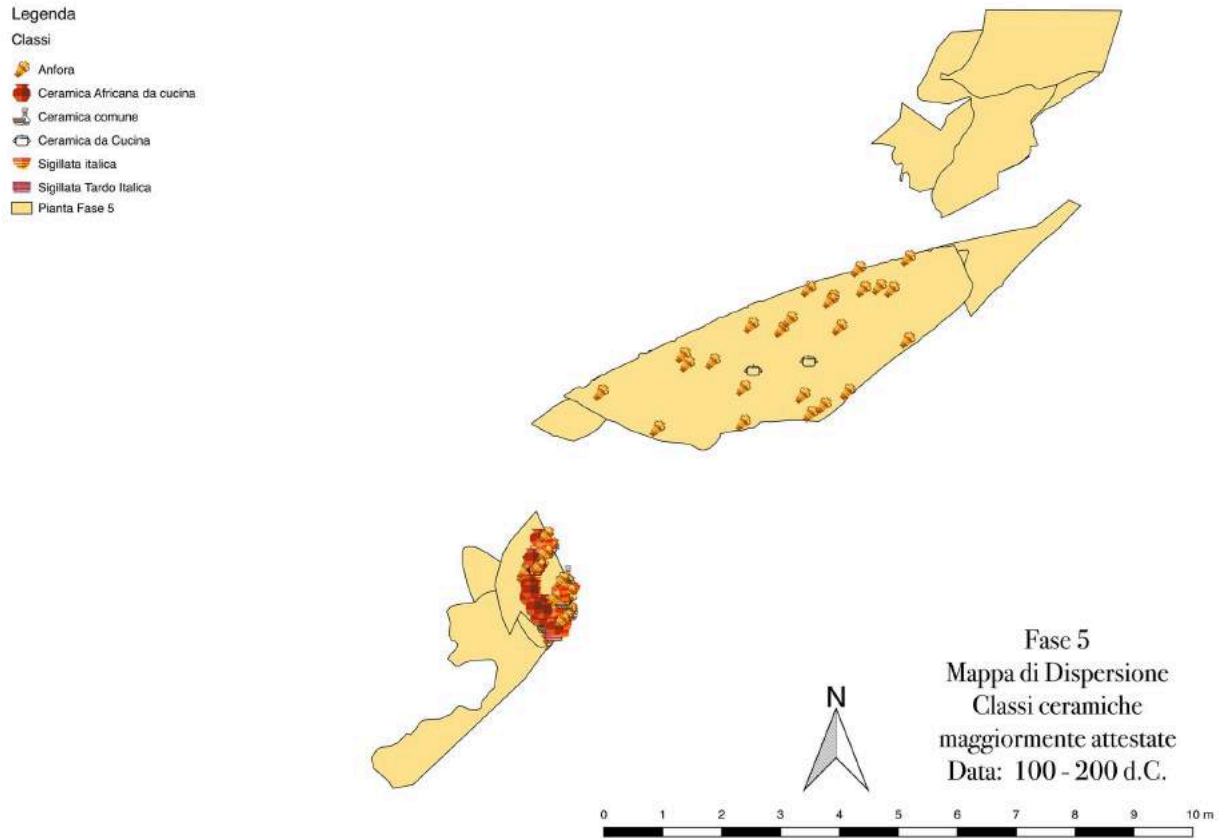 Legenda
Classi
Anfora
Ceramica Africana da cucina
Ceramica comune
Ceramica da Cucina
Sigillata italica
Sigillata Tardo Italica
Pianta Fase 5
Fase 5
Mappa di Dispersione
Classi ceramiche
maggiormente attestate
Data: 100 - 200 d.C.
N
0 1 2 3 4 5 6 7 8 9 10 m